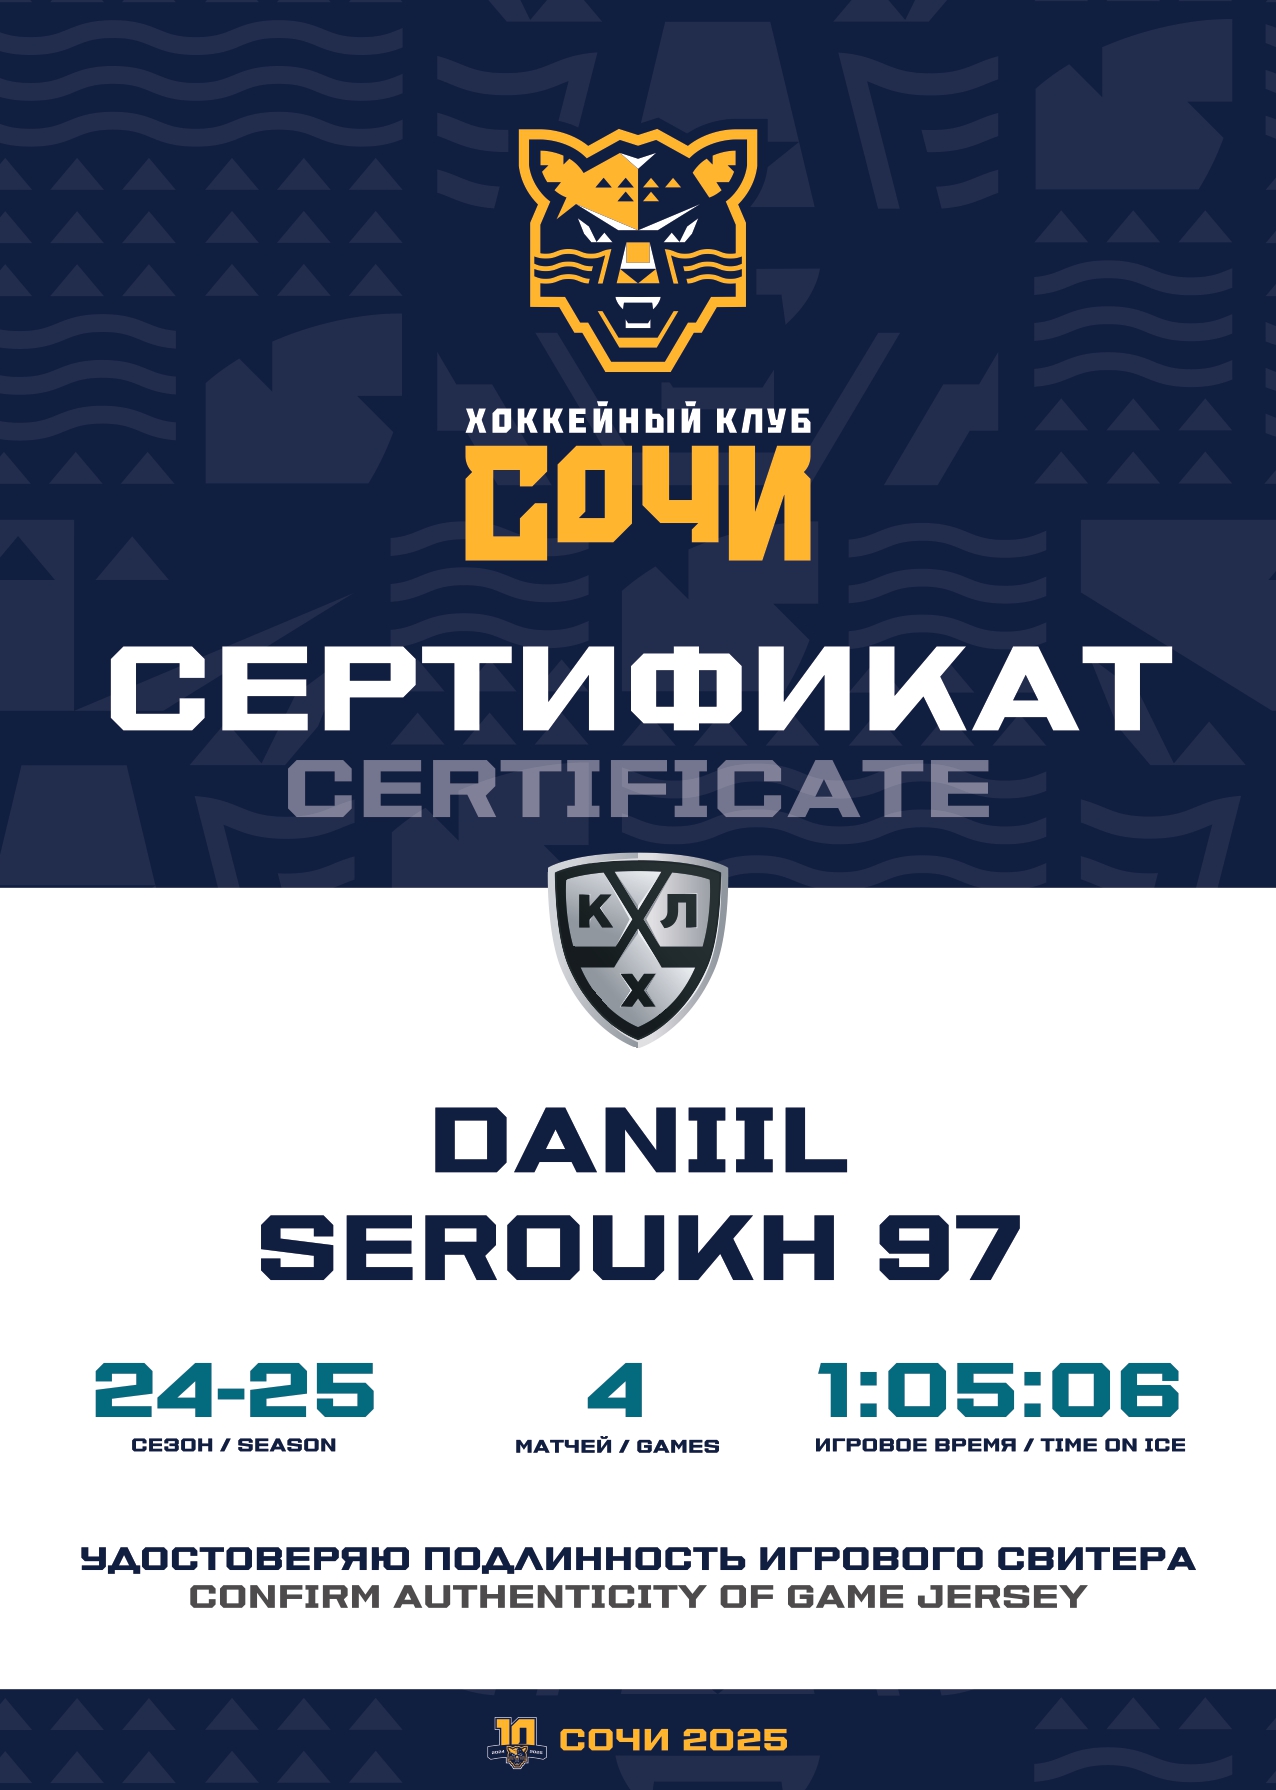 ХОККЕЙНЫЙ КЛУБ
СОЧИ
СЕРТИФИКАТ
CERTIFICATE
К Л
Х
DANIIL
SEROUKH 97
24-25 4 1:05:06
СЕЗОН / SEASON МАТЧЕЙ / GAMES ИГРОВОЕ ВРЕМЯ / TIME ON ICE
УДОСТОВЕРЯЮ ПОДЛИННОСТЬ ИГРОВОГО СВИТЕРА
CONFIRM AUTHENTICITY OF GAME JERSEY
10 СОЧИ 2025